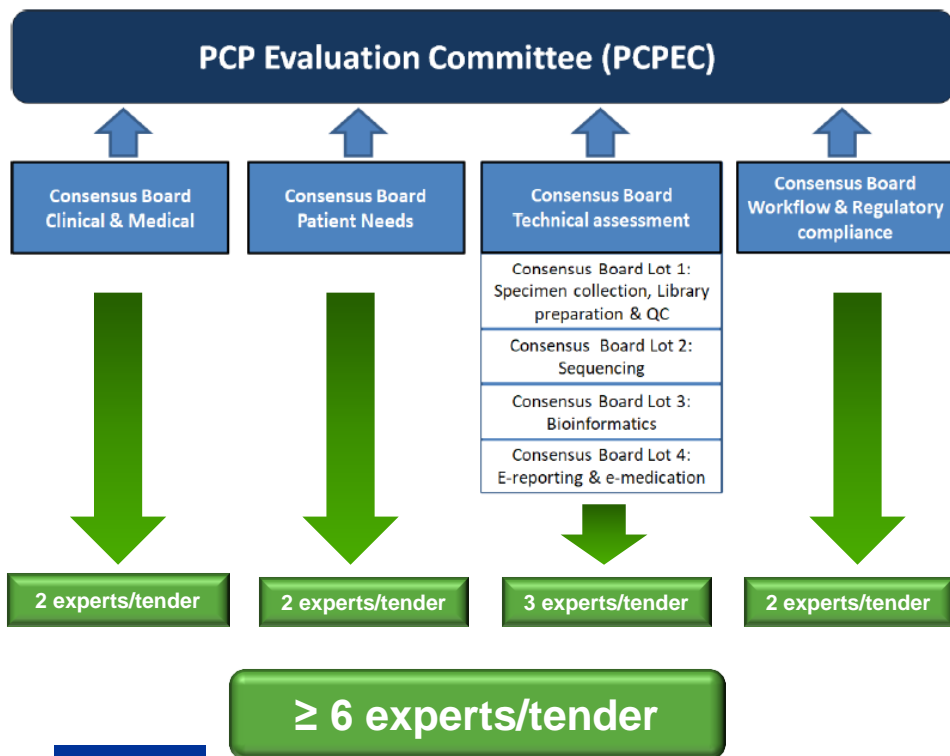 PCP Evaluation Committee (PCPEC)
Consensus Board
Clinical & Medical
Consensus Board
Patient Needs
Consensus Board
Technical assessment
Consensus Board
Workflow & Regulatory
compliance
Consensus Board Lot 1:
Specimen collection, Library
preparation & QC
Consensus Board Lot 2:
Sequencing
Consensus Board Lot 3:
Bioinformatics
Consensus Board Lot 4:
E-reporting & e-medication
2 experts/tender
2 experts/tender
3 experts/tender
2 experts/tender
≥ 6 experts/tender